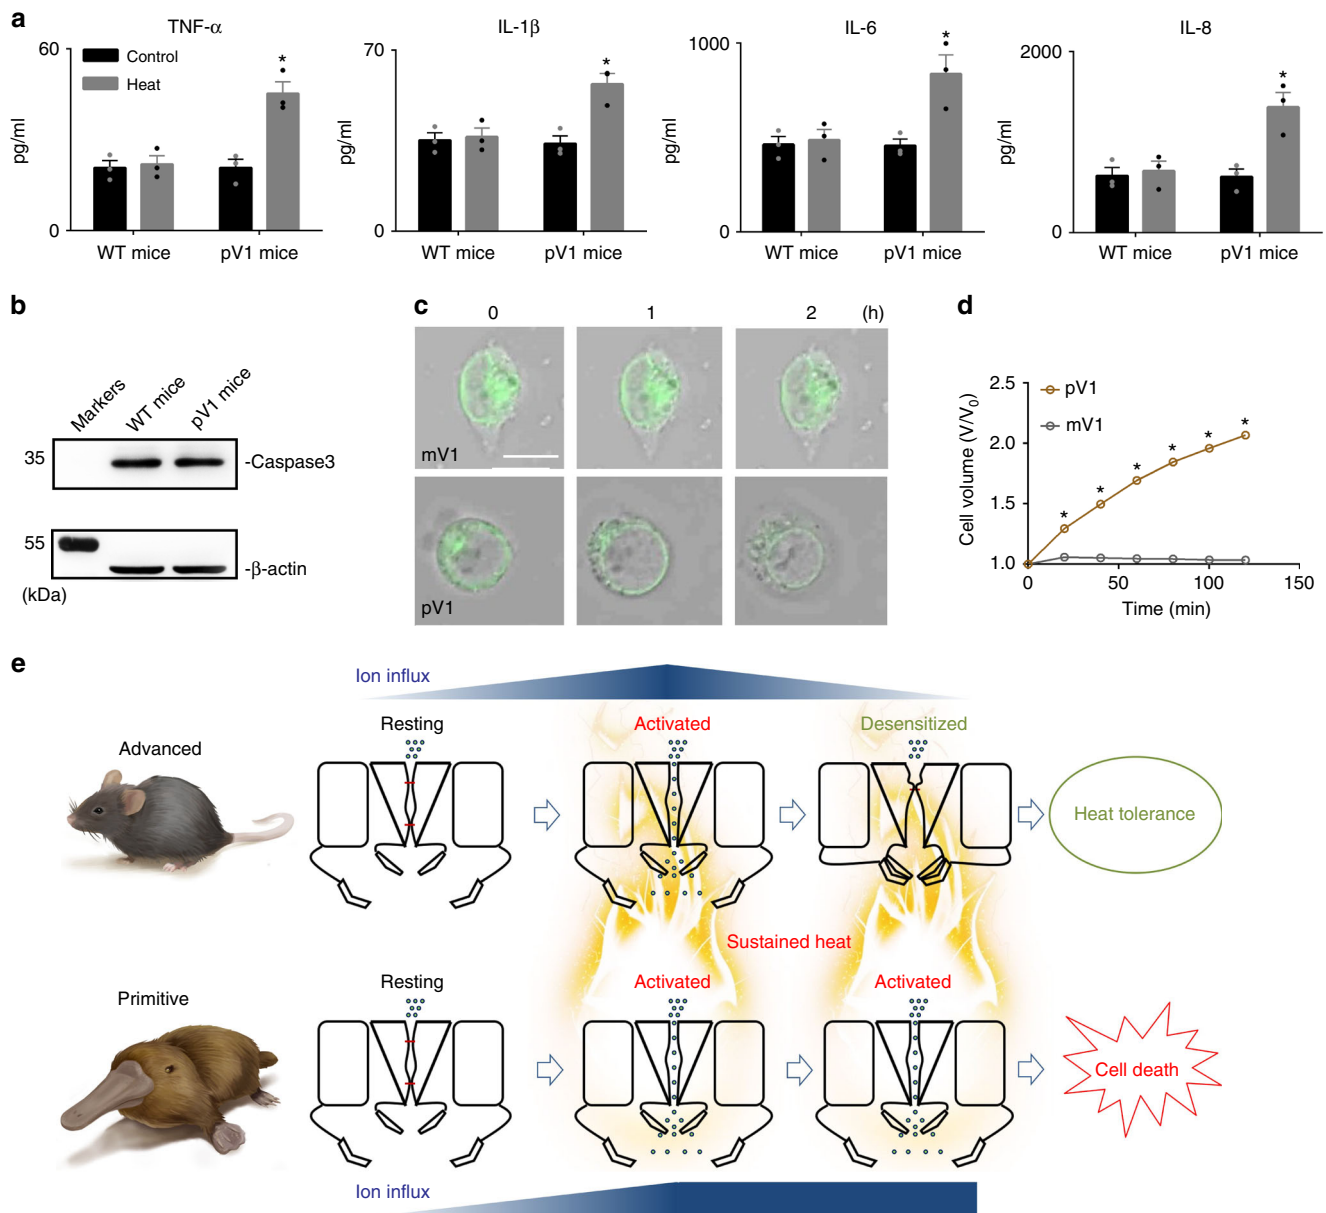 a
TNF-α
IL-1β
IL-6
IL-8
60
0
pg/ml
Control
Heat
*
WT mice
pV1 mice
70
0
pg/ml
*
WT mice
pV1 mice
1000
0
pg/ml
*
WT mice
pV1 mice
2000
0
pg/ml
*
WT mice
pV1 mice
b
Markers
WT mice
pV1 mice
35
-Caspase3
55
-β-actin
(kDa)
c
0
1
2
(h)
mV1
pV1
d
2.5
2.0
1.5
1.0
Cell volume (V/V0)
pV1
mV1
* * * * * *
0
50
100
150
Time (min)
e
Ion influx
Advanced
Resting
Activated
Desensitized
Heat tolerance
Sustained heat
Primitive
Resting
Activated
Activated
Cell death
Ion influx